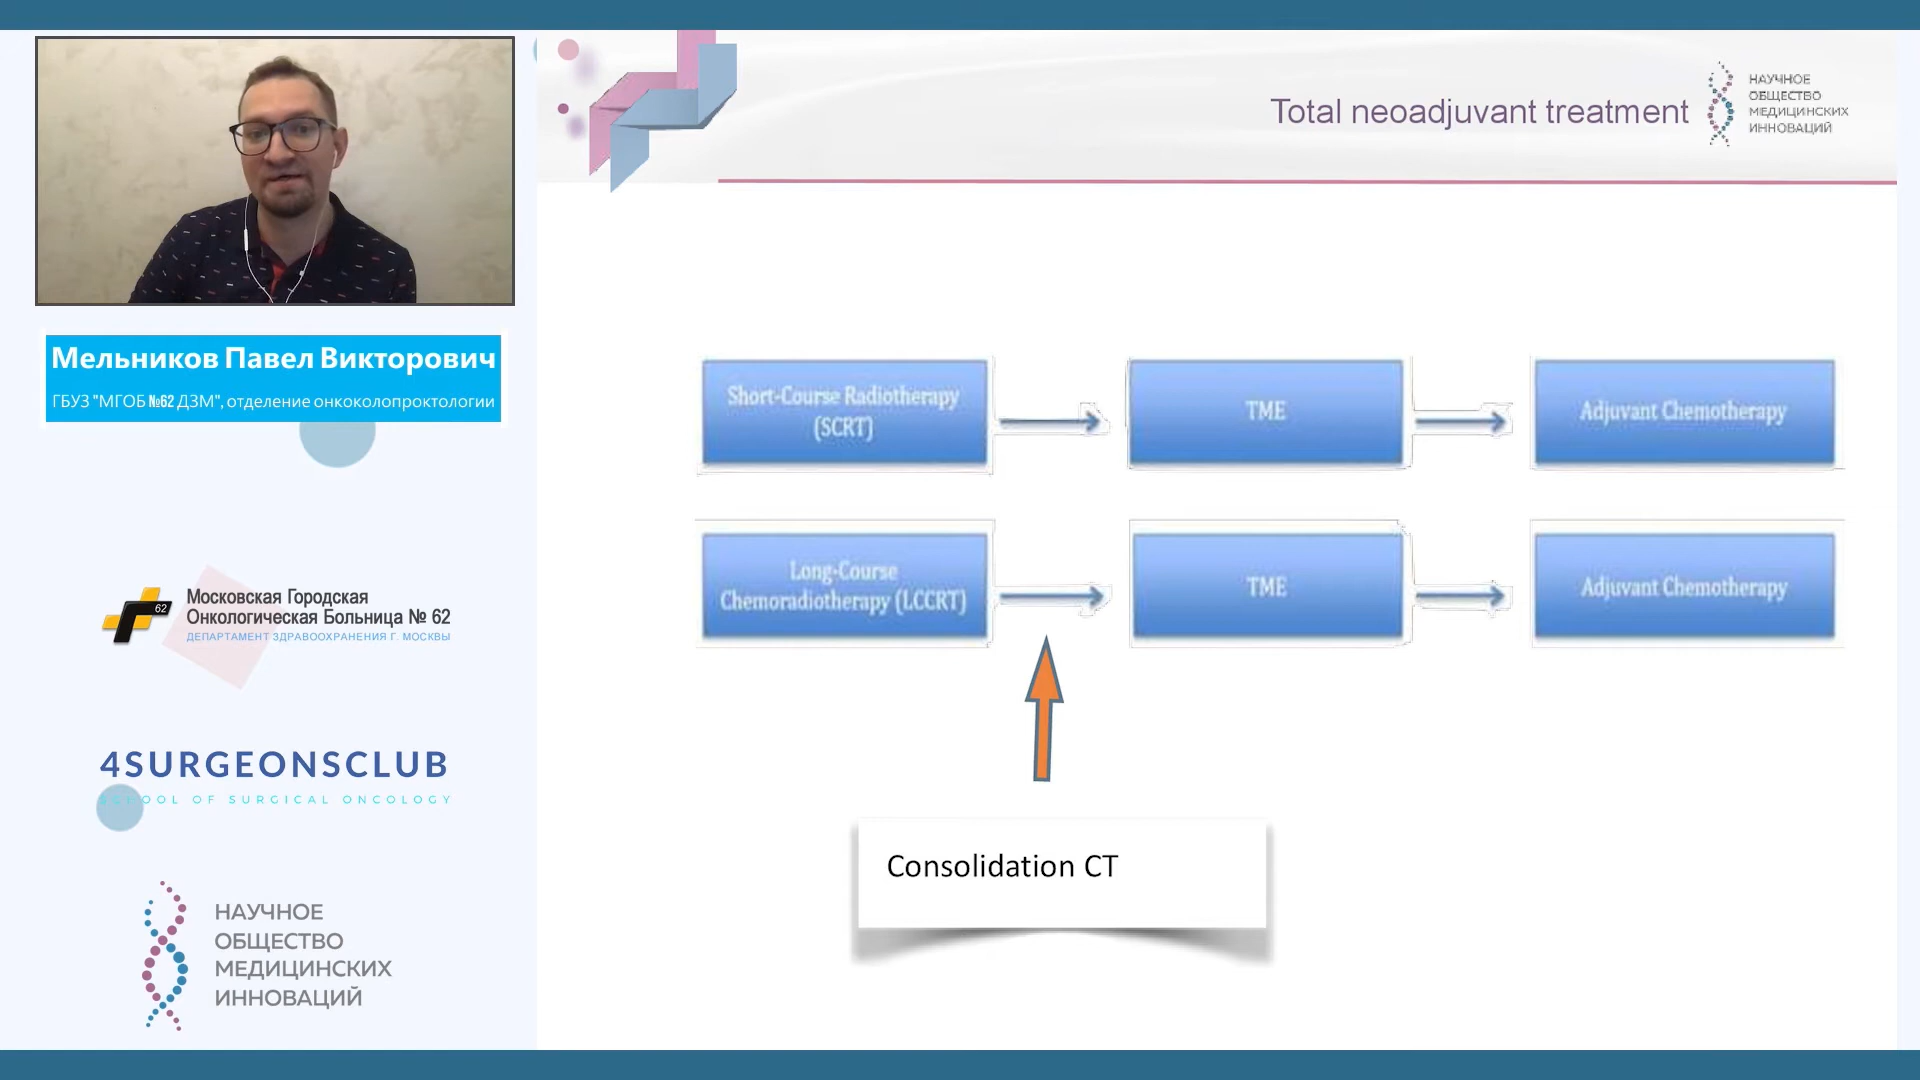 Мельников Павел Викторович
ГБУЗ "МГОБ №62 ДЗМ", отделение онкоколопроктологии
62
Московская Городская
Онкологическая Больница № 62
ДЕПАРТАМЕНТ ЗДРАВООХРАНЕНИЯ Г. МОСКВЫ
4SURGEONSCLUB
SCHOOL OF SURGICAL ONCOLOGY
НАУЧНОЕ
ОБЩЕСТВО
МЕДИЦИНСКИХ
ИННОВАЦИЙ
Total neoadjuvant treatment
НАУЧНОЕ
ОБЩЕСТВО
МЕДИЦИНСКИХ
ИННОВАЦИЙ
Short-Course Radiotherapy
(SCRT)
TME
Adjuvant Chemotherapy
Long-Course
Chemoradiotherapy (LCCRT)
TME
Adjuvant Chemotherapy
Consolidation CT